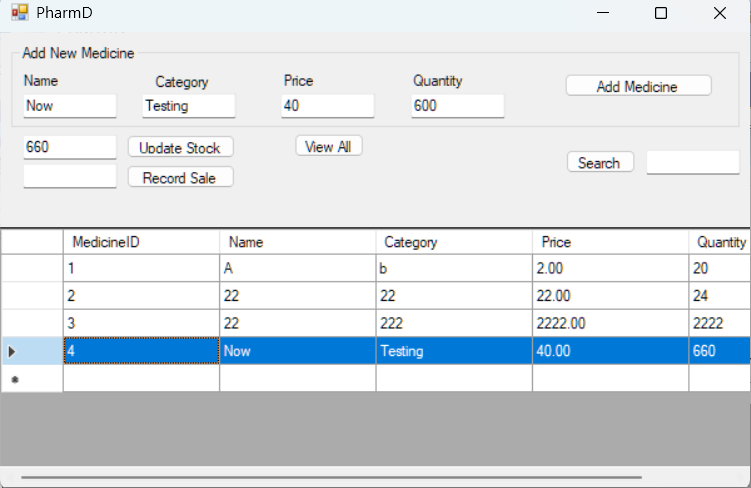 PharmD
Add New Medicine
Name Category Price Quantity
Now Testing 40 600 Add Medicine
660 Update Stock View All
Search
Record Sale
MedicineID Name Category Price Quantity
1 A b 2.00 20
2 22 22 22.00 24
3 22 222 2222.00 2222
4 Now Testing 40.00 660